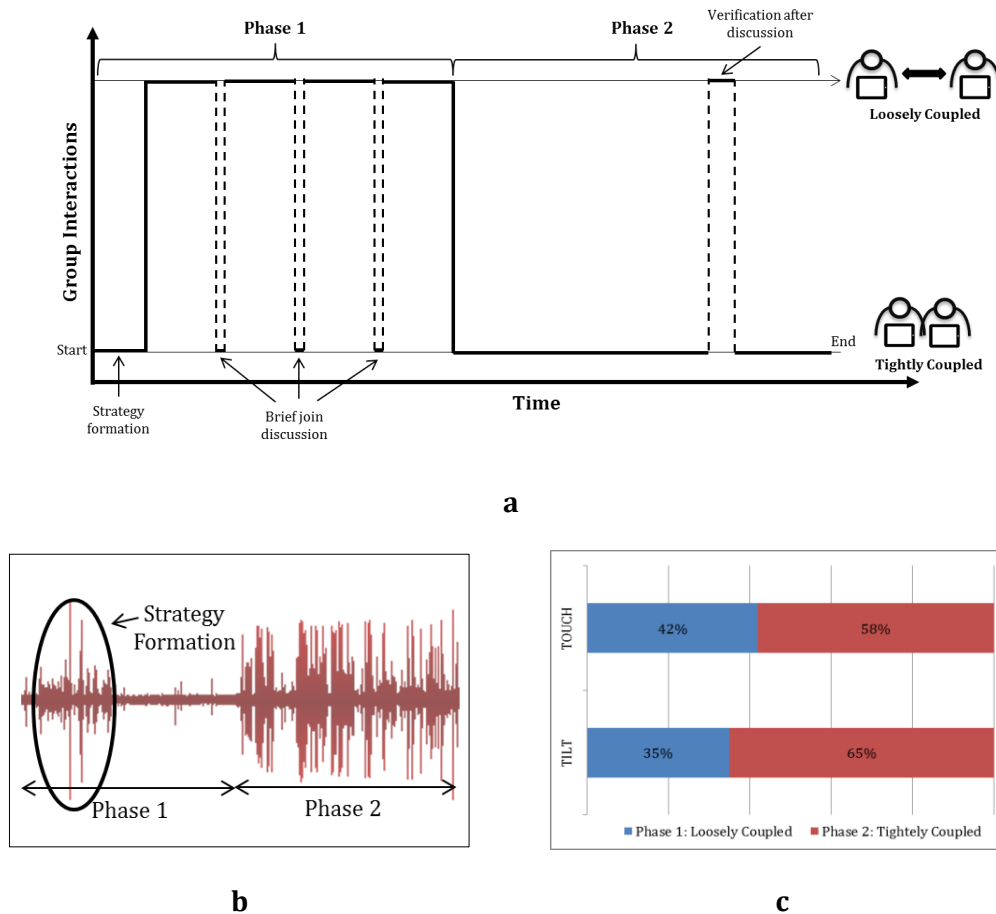 Phase 1
Phase 2
Verification after
discussion
Loosely Coupled
Group Interactions
Start
End
Tightly Coupled
Strategy
formation
Brief join
discussion
Time
a
Strategy
Formation
Phase 1
Phase 2
b
TOUCH
42%
58%
TILT
35%
65%
Phase 1: Loosely Coupled
Phase 2: Tightely Coupled
c